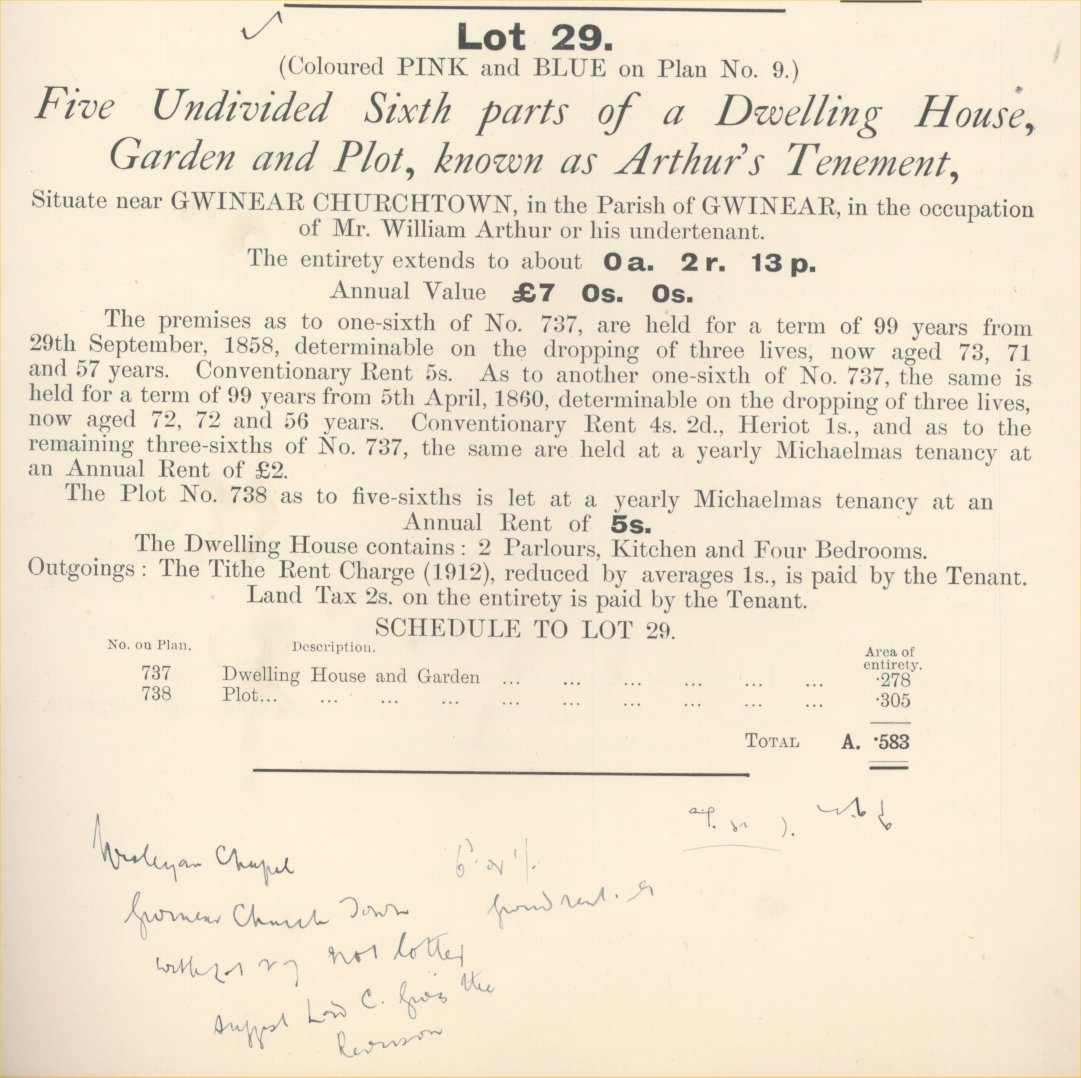 Lot 29.
(Coloured PINK and BLUE on Plan No. 9.)
Five Undivided Sixth parts of a Dwelling House,
Garden and Plot, known as Arthur's Tenement,
Situate near GWINEAR CHURCHTOWN, in the Parish of GWINEAR, in the occupation
of Mr. William Arthur or his undertenant.
The entirety extends to about 0 a. 2 r. 13 p.
Annual Value £7 0s. 0s.
The premises as to one-sixth of No. 737, are held for a term of 99 years from
29th September, 1858, determinable on the dropping of three lives, now aged 73, 71
and 57 years. Conventionary Rent 5s. As to another one-sixth of No. 737, the same is
held for a term of 99 years from 5th April, 1860, determinable on the dropping of three lives,
now aged 72, 72 and 56 years. Conventionary Rent 4s. 2d., Heriot 1s., and as to the
remaining three-sixths of No. 737, the same are held at a yearly Michaelmas tenancy at
an Annual Rent of £2.
The Plot No. 738 as to five-sixths is let at a yearly Michaelmas tenancy at an
Annual Rent of 5s.
The Dwelling House contains: 2 Parlours, Kitchen and Four Bedrooms.
Outgoings: The Tithe Rent Charge (1912), reduced by averages 1s., is paid by the Tenant.
Land Tax 2s. on the entirety is paid by the Tenant.
SCHEDULE TO LOT 29.
No. on Plan. Description. Area of entirety.
737 Dwelling House and Garden ... ... ... ... ... ... ·278
738 Plot... ... ... ... ... ... ... ... ... ... ·305
TOTAL A. ·583
Wesleyan Chapel
Gwinear Church Town ground rent.
not lotted
suggest Lord C. gives the
Reversion